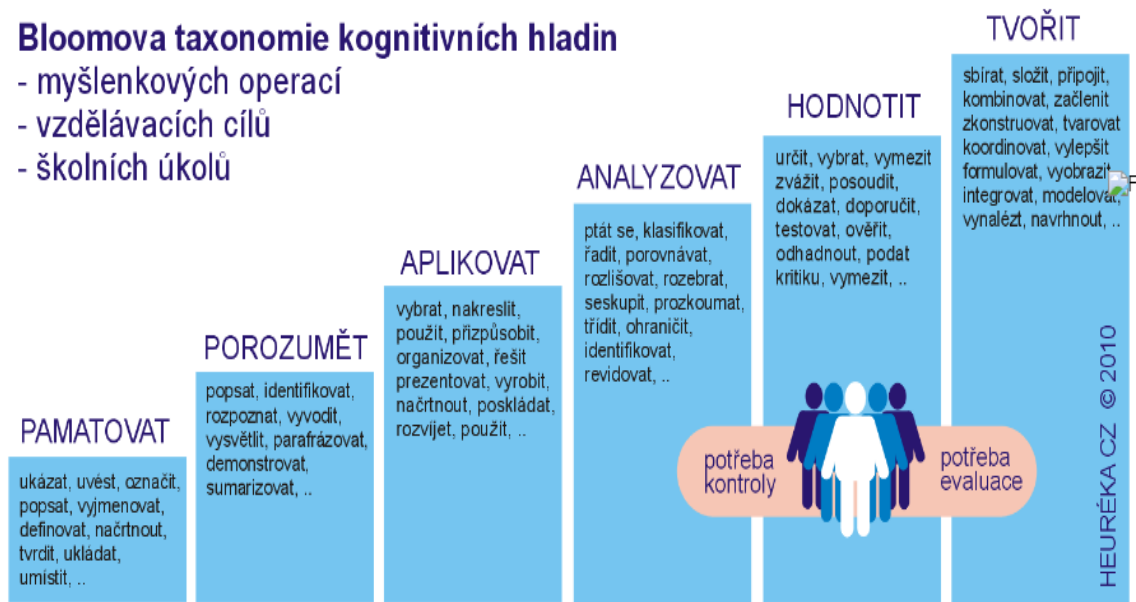 Bloomova taxonomie kognitivních hladin
- myšlenkových operací
- vzdělávacích cílů
- školních úkolů
PAMATOVAT
ukázat, uvést, označit,
popsat, vyjmenovat,
definovat, načrtnout,
tvrdit, ukládat,
umístit, ..
POROZUMĚT
popsat, identifikovat,
rozpoznat, vyvodit,
vysvětlit, parafrázovat,
demonstrovat,
sumarizovat, ..
APLIKOVAT
vybrat, nakreslit,
použit, přizpůsobit,
organizovat, řešit
prezentovat, vyrobit,
načrtnout, poskládat,
rozvíjet, použít, ..
ANALYZOVAT
ptát se, klasifikovat,
řadit, porovnávat,
rozlišovat, rozebrat,
seskupit, prozkoumat,
třídit, ohraničit,
identifikovat,
revidovat, ..
HODNOTIT
určit, vybrat, vymezit
zvážit, posoudit,
dokázat, doporučit,
testovat, ověřit,
odhadnout, podat
kritiku, vymezit, ..
TVOŘIT
sbírat, složit, připojit,
kombinovat, začlenit
zkonstruovat, tvarovat
koordinovat, vylepšit
formulovat, vyobrazit,
integrovat, modelovat,
vynalézt, navrhnout, ..
potřeba
kontroly
potřeba
evaluace
HEURÉKA CZ © 2010